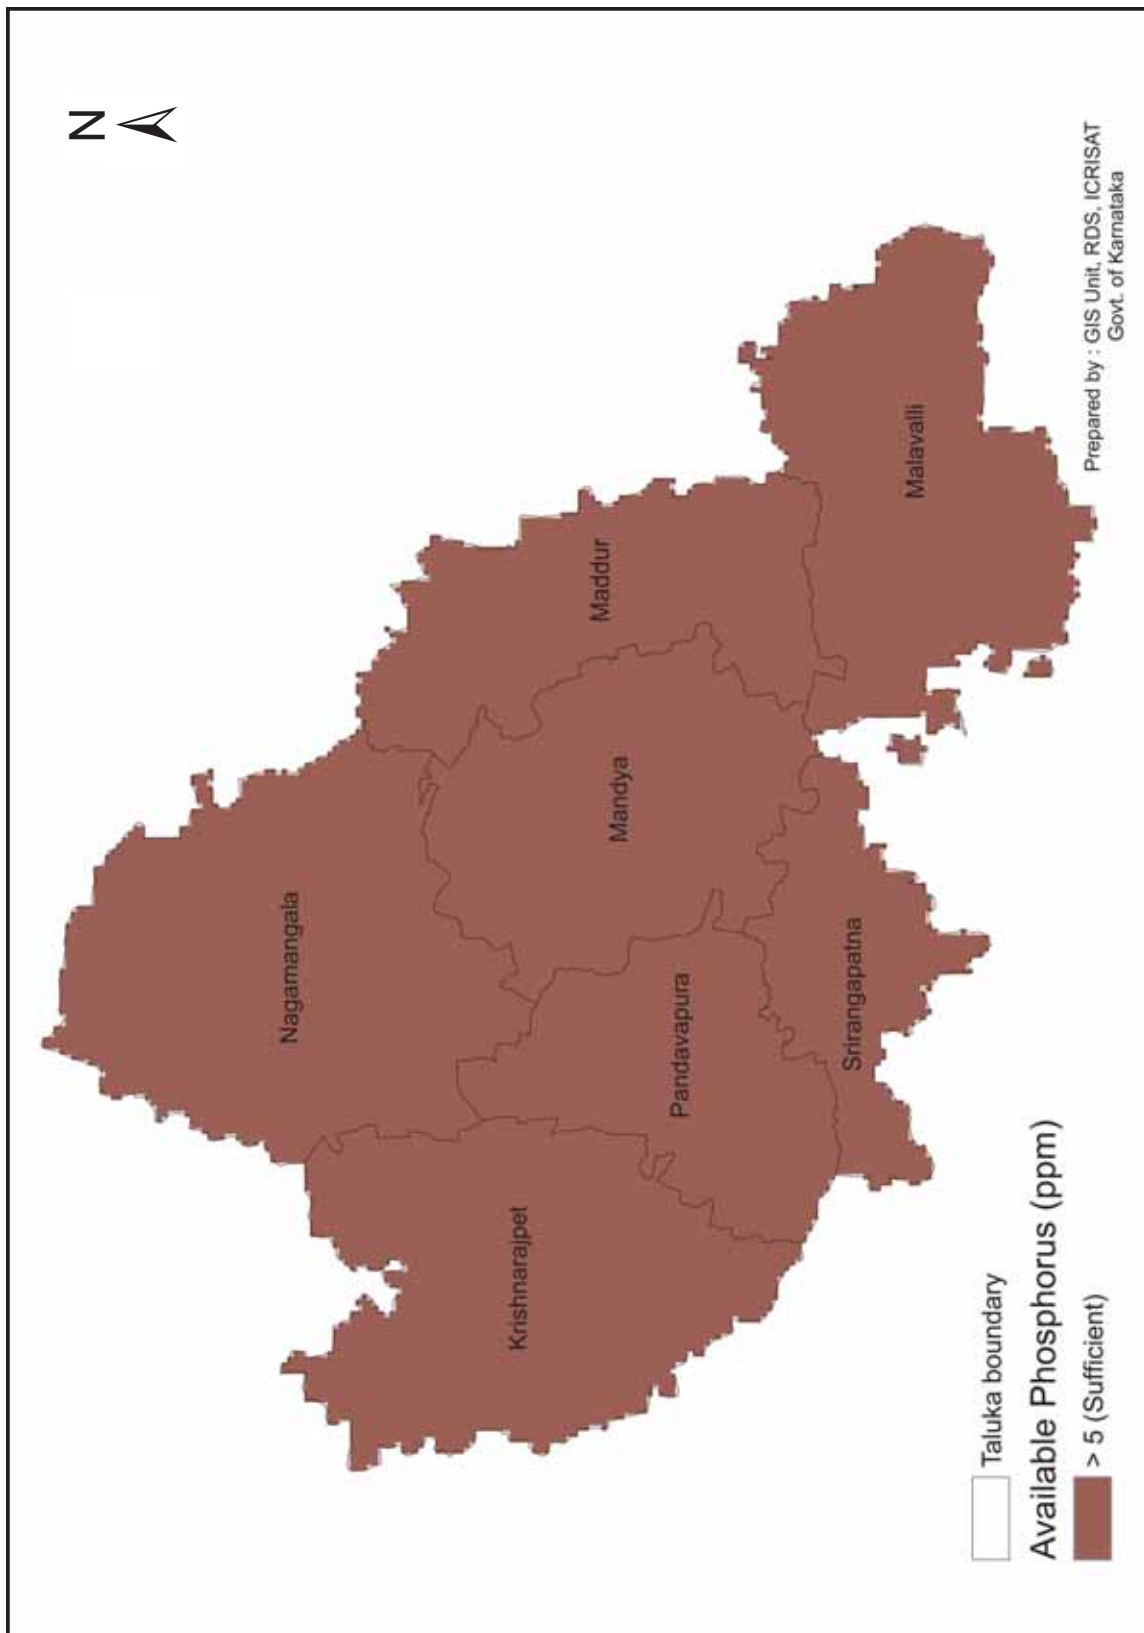 N
Nagamangala
Krishnarajpet
Pandavapura
Mandya
Maddur
Srirangapatna
Malavalli
Taluka boundary
Available Phosphorus (ppm)
> 5 (Sufficient)
Prepared by : GIS Unit, RDS, ICRISAT
Govt. of Karnataka